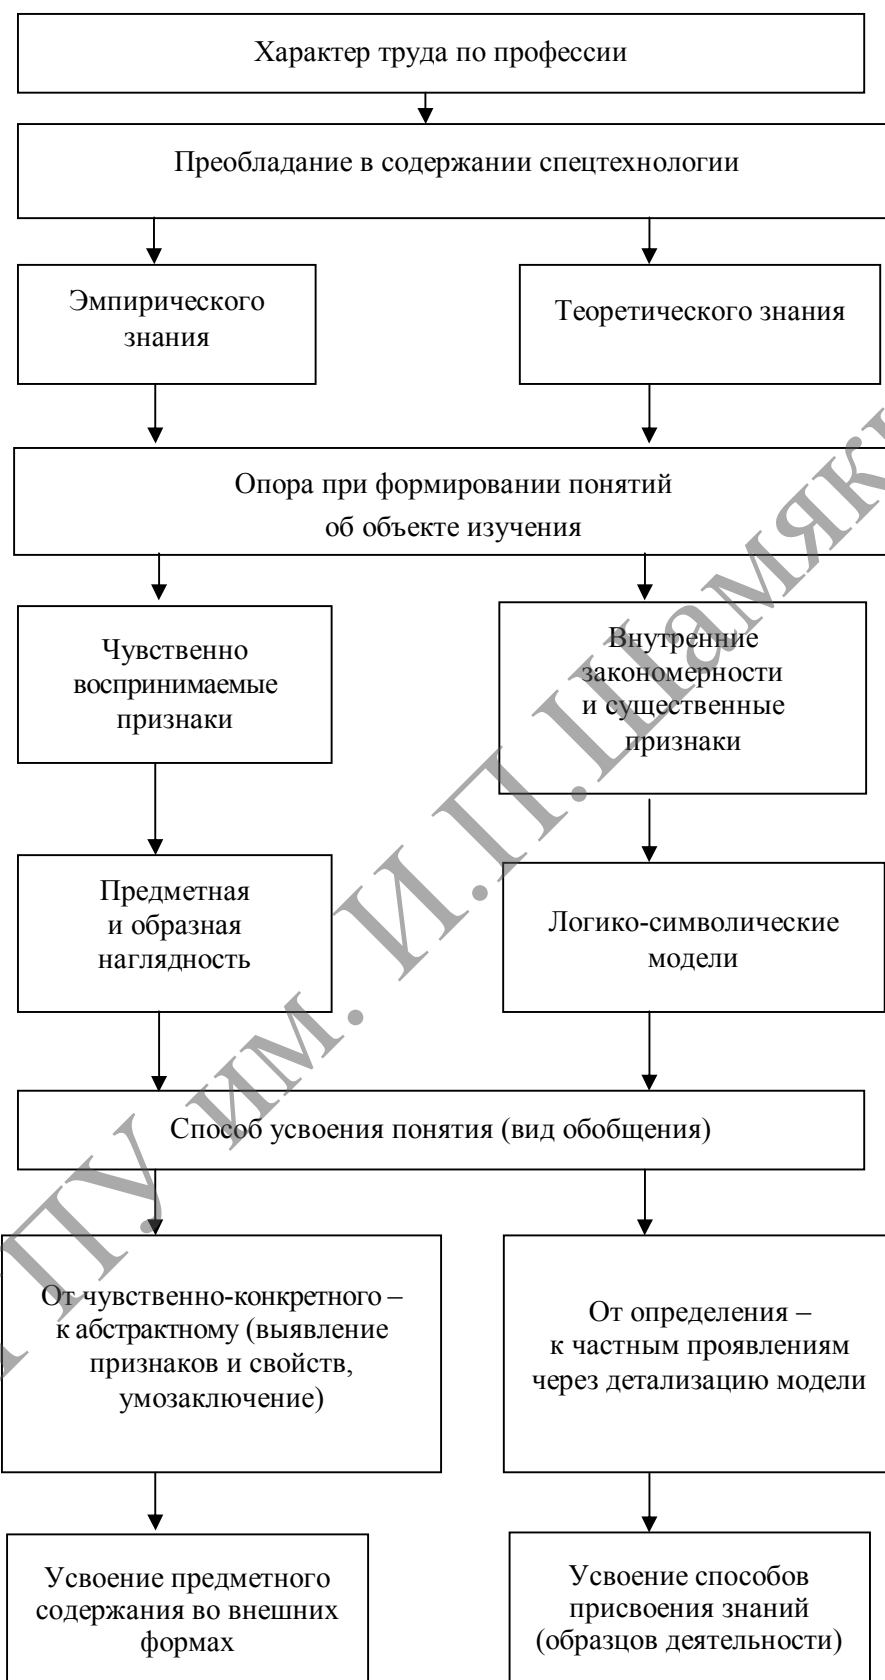 Характер труда по профессии
Преобладание в содержании спецтехнологии
Эмпирического
знания
Теоретического знания
Опора при формировании понятий
об объекте изучения
Чувственно
воспринимаемые
признаки
Внутренние
закономерности
и существенные
признаки
Предметная
и образная
наглядность
Логико-символические
модели
Способ усвоения понятия (вид обобщения)
От чувственно-конкретного –
к абстрактному (выявление
признаков и свойств,
умозаключение)
От определения –
к частным проявлениям
через детализацию модели
Усвоение предметного
содержания во внешних
формах
Усвоение способов
присвоения знаний
(образцов деятельности)
ПУ им. И.П.